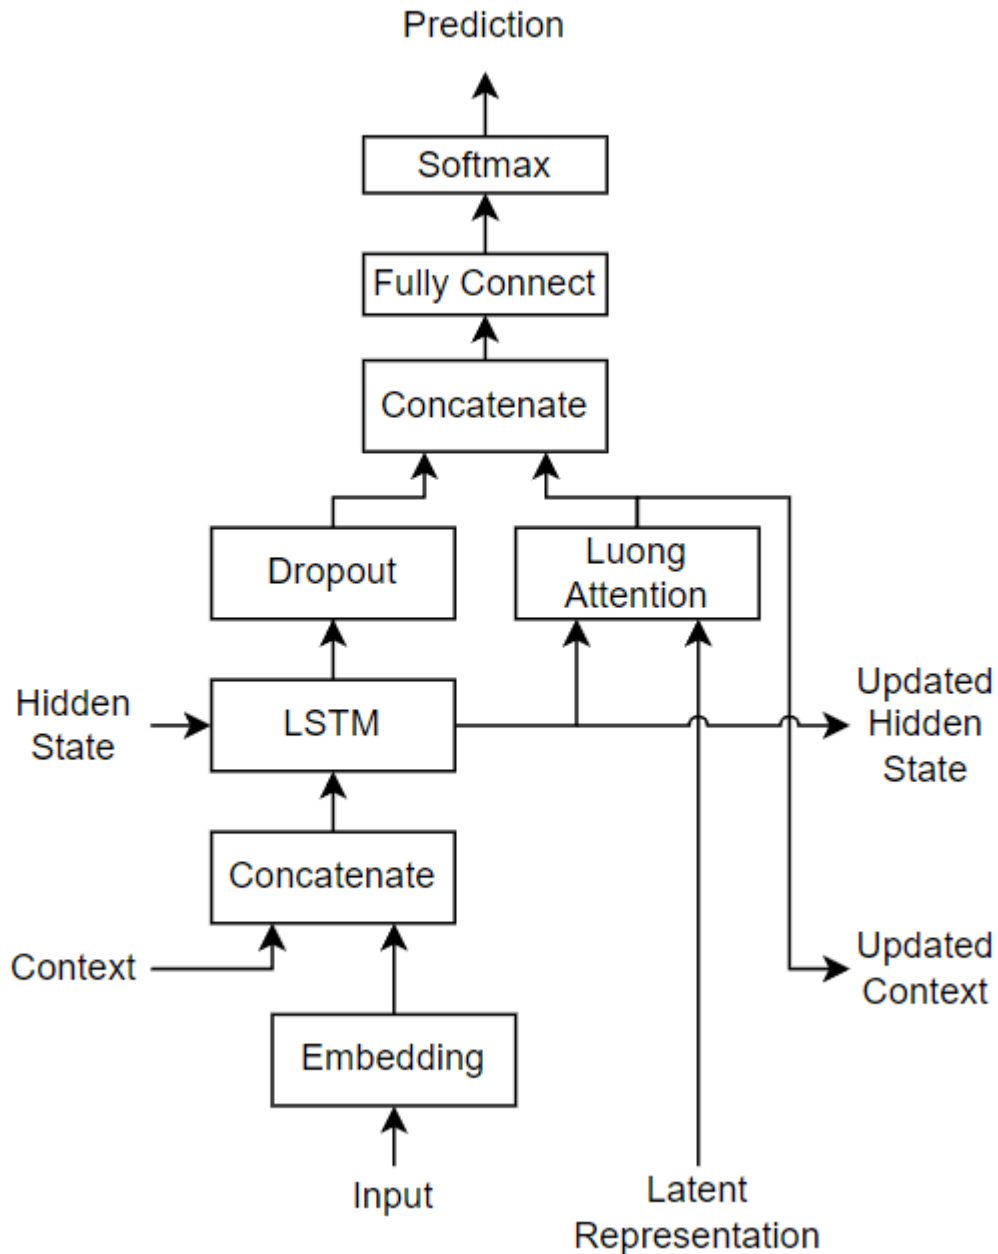 Prediction
Softmax
Fully Connect
Concatenate
Dropout
Luong
Attention
Hidden
State
LSTM
Updated
Hidden
State
Concatenate
Context
Updated
Context
Embedding
Input
Latent
Representation